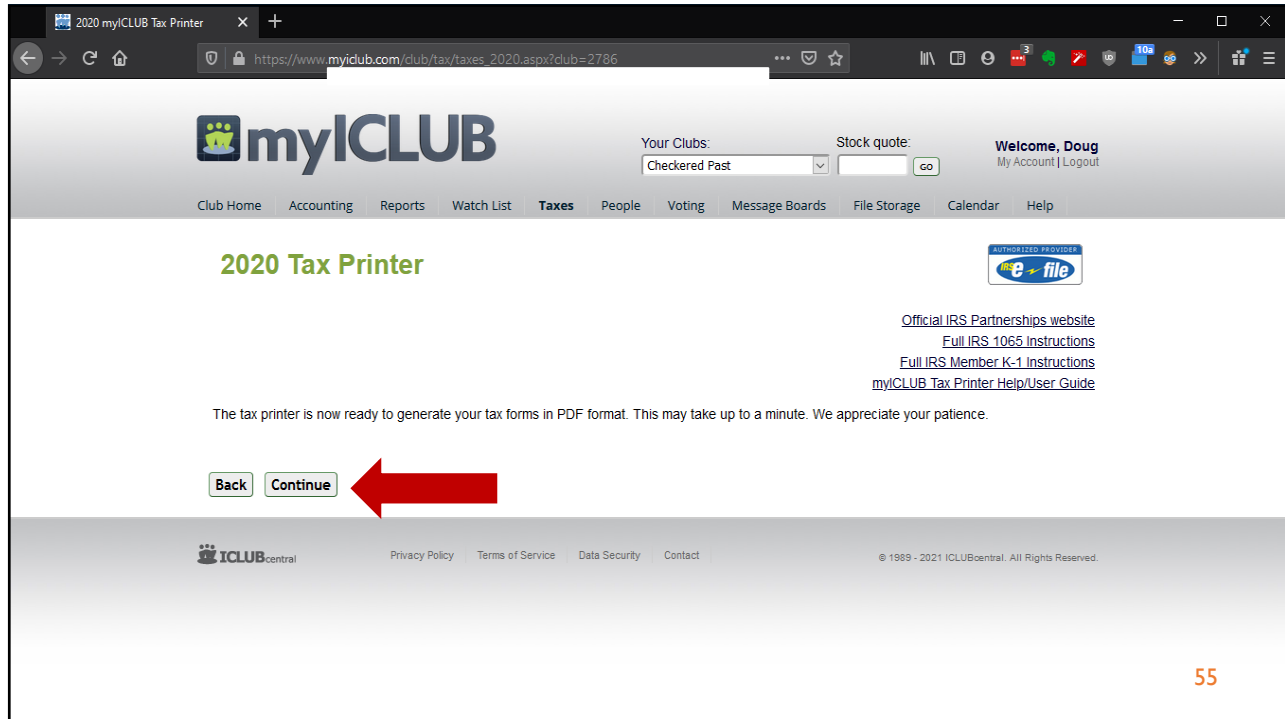 2020 myICLUB Tax Printer
https://www.myiclub.com/club/tax/taxes_2020.aspx?club=2786
3
10a
myICLUB
Your Clubs:
Stock quote:
Checkered Past
GO
Welcome, Doug
My Account | Logout
Club Home Accounting Reports Watch List Taxes People Voting Message Boards File Storage Calendar Help
2020 Tax Printer
AUTHORIZED PROVIDER
IRS e-file
Official IRS Partnerships website
Full IRS 1065 Instructions
Full IRS Member K-1 Instructions
myICLUB Tax Printer Help/User Guide
The tax printer is now ready to generate your tax forms in PDF format. This may take up to a minute. We appreciate your patience.
Back Continue
ICLUBcentral Privacy Policy Terms of Service Data Security Contact © 1989 - 2021 ICLUBcentral. All Rights Reserved.
55